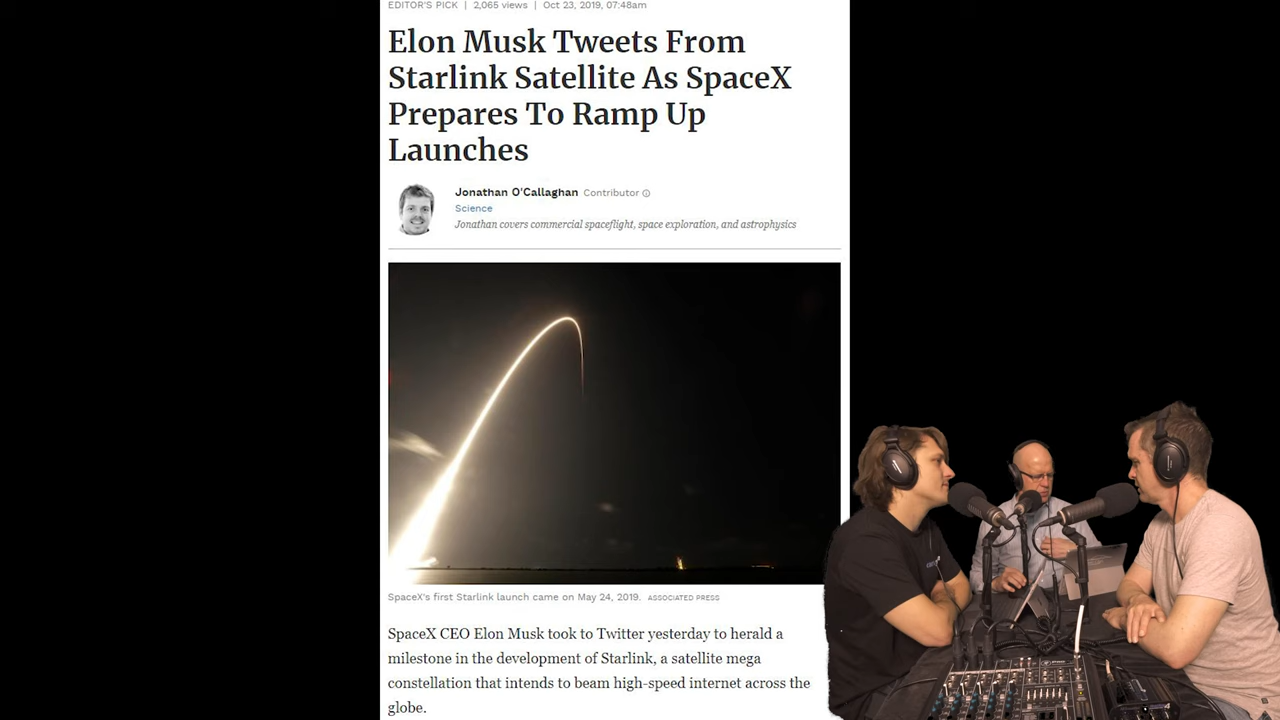 EDITOR'S PICK | 2,065 views | Oct 23, 2019, 07:48am
Elon Musk Tweets From
Starlink Satellite As SpaceX
Prepares To Ramp Up
Launches
Jonathan O'Callaghan Contributor
Science
Jonathan covers commercial spaceflight, space exploration, and astrophysics
SpaceX's first Starlink launch came on May 24, 2019. ASSOCIATED PRESS
SpaceX CEO Elon Musk took to Twitter yesterday to herald a
milestone in the development of Starlink, a satellite mega
constellation that intends to beam high-speed internet across the
globe.